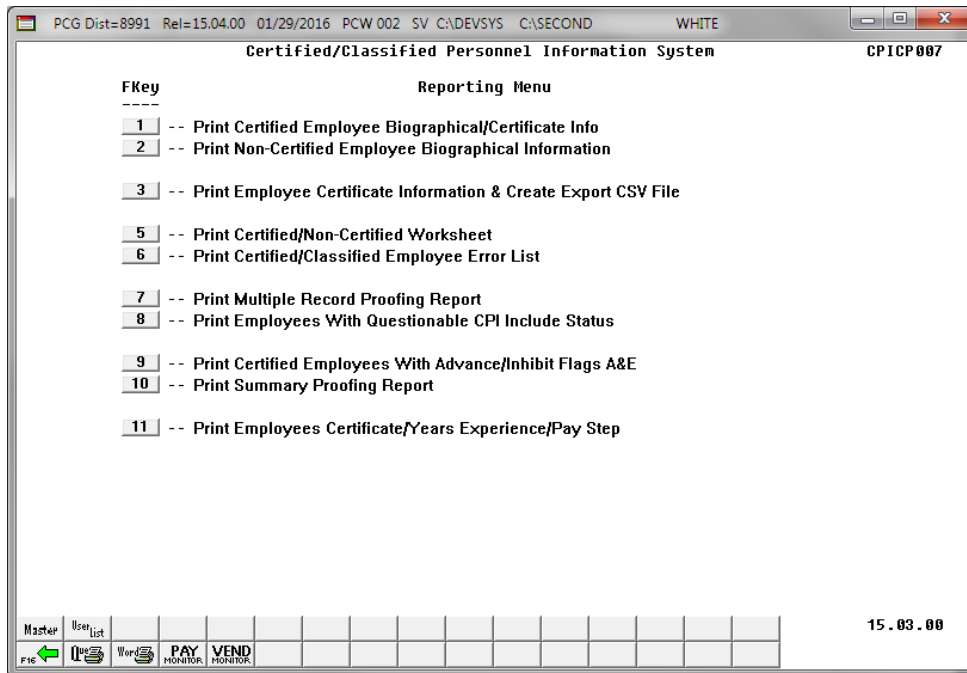 PCG Dist=8991 Rel=15.04.00 01/29/2016 PCW 002 SV C:\DEVSYS C:\SECOND WHITE
Certified/Classified Personnel Information System CPICP007
FKey Reporting Menu
----
1 -- Print Certified Employee Biographical/Certificate Info
2 -- Print Non-Certified Employee Biographical Information
3 -- Print Employee Certificate Information & Create Export CSV File
5 -- Print Certified/Non-Certified Worksheet
6 -- Print Certified/Classified Employee Error List
7 -- Print Multiple Record Proofing Report
8 -- Print Employees With Questionable CPI Include Status
9 -- Print Certified Employees With Advance/Inhibit Flags A&E
10 -- Print Summary Proofing Report
11 -- Print Employees Certificate/Years Experience/Pay Step
Master User List 15.03.00
F16 Que Word PAY MONITOR VEND MONITOR